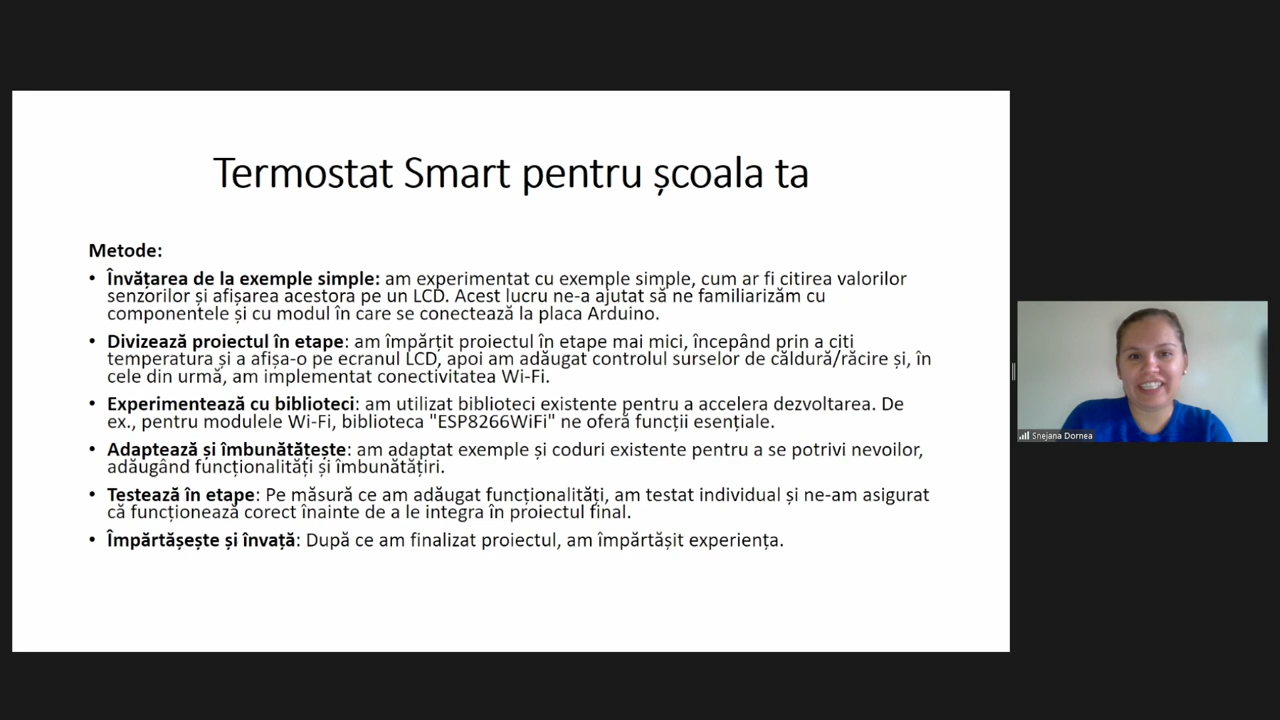 Termostat Smart pentru școala ta
Metode:
• Învățarea de la exemple simple: am experimentat cu exemple simple, cum ar fi citirea valorilor
senzorilor și afișarea acestora pe un LCD. Acest lucru ne-a ajutat să ne familiarizăm cu
componentele și cu modul în care se conectează la placa Arduino.
• Divizează proiectul în etape: am împărțit proiectul în etape mai mici, începând prin a citi
temperatura și a afișa-o pe ecranul LCD, apoi am adăugat controlul surselor de căldură/răcire și, în
cele din urmă, am implementat conectivitatea Wi-Fi.
• Experimentează cu biblioteci: am utilizat biblioteci existente pentru a accelera dezvoltarea. De
ex., pentru modulele Wi-Fi, biblioteca "ESP8266WiFi" ne oferă funcții esențiale.
• Adaptează și îmbunătățește: am adaptat exemple și coduri existente pentru a se potrivi nevoilor,
adăugând funcționalități și îmbunătățiri.
• Testează în etape: Pe măsură ce am adăugat funcționalități, am testat individual și ne-am asigurat
că funcționează corect înainte de a le integra în proiectul final.
• Împărtășește și învață: După ce am finalizat proiectul, am împărtășit experiența.
Snejana Dornea